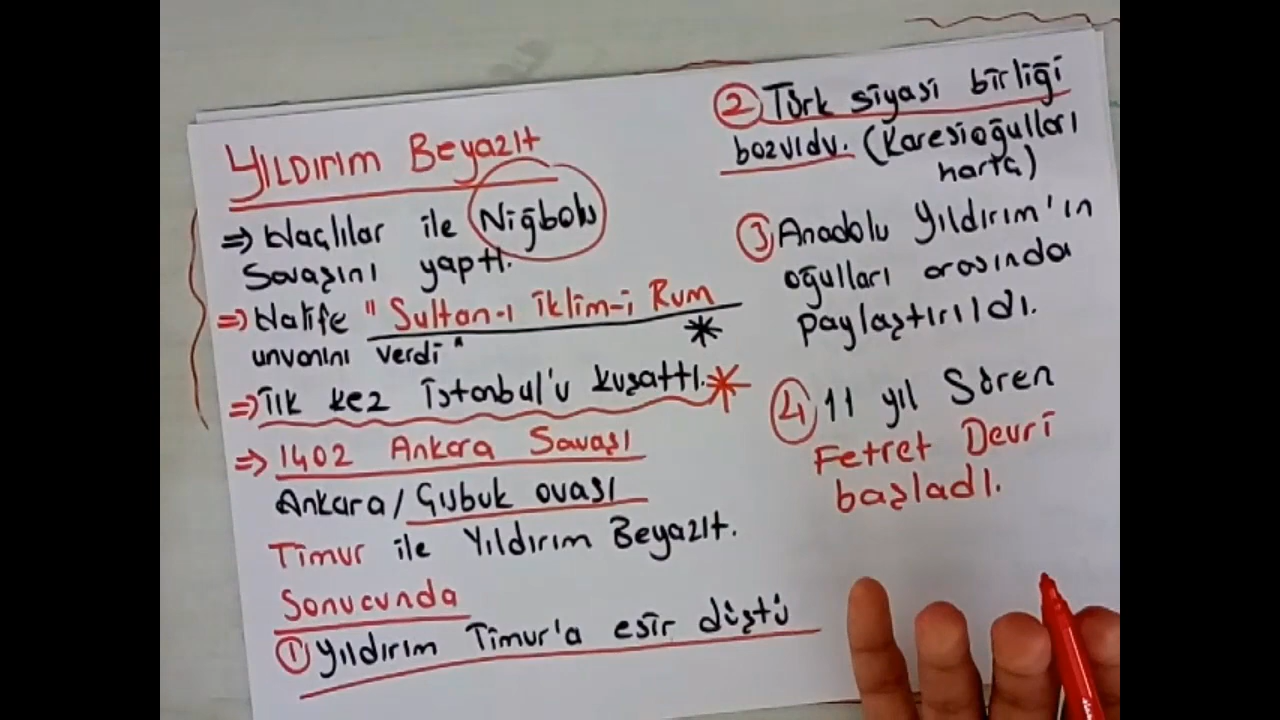 YILDIRIM Beyazıt
⇒ Haçlılar ile Niğbolu
Savaşını yaptı.
⇒ Halife "Sultan-ı İklim-i Rum
unvanını verdi"
⇒ İlk kez İstanbul'u kuşattı.
⇒ 1402 Ankara Savaşı
Ankara/Çubuk ovası
Timur ile Yıldırım Beyazıt.
Sonucunda
① Yıldırım Timur'a esir düştü
② Türk siyasi birliği
bozuldu. (Karesioğulları
hariç)
③ Anadolu Yıldırım'ın
oğulları arasında
paylaştırıldı.
④ 11 yıl Süren
Fetret Devri
başladı.